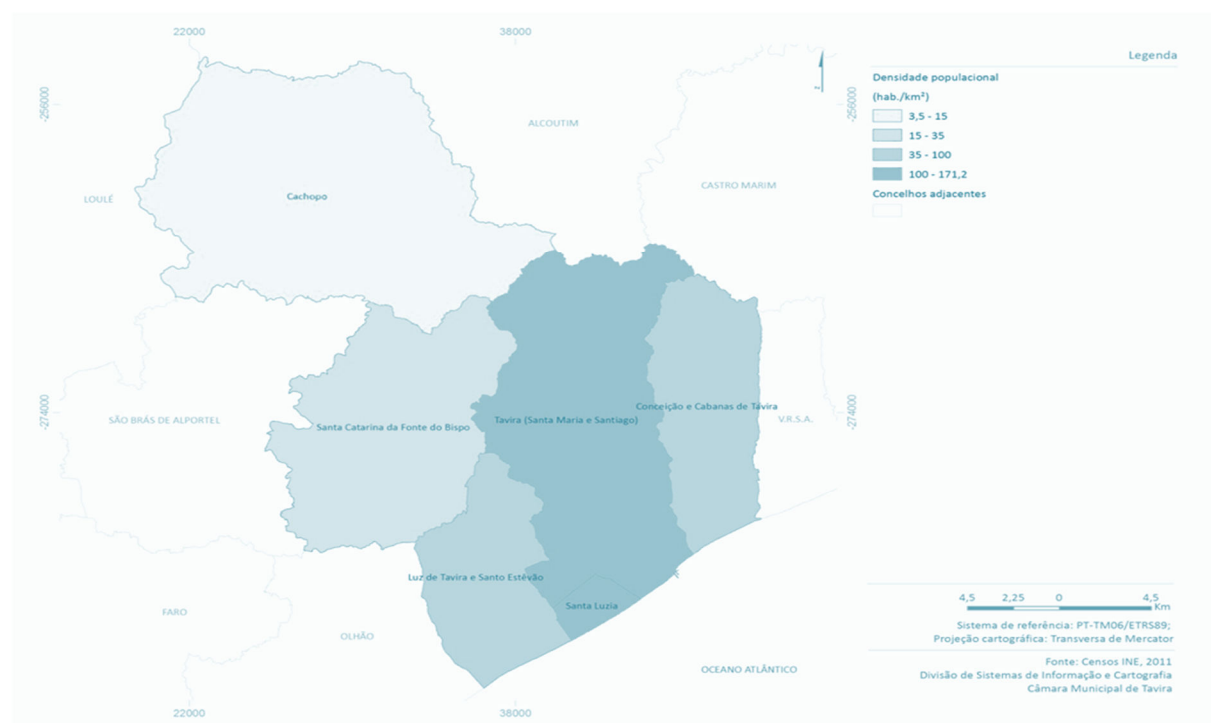 22000
38000
Legenda
Densidade populacional
(hab./km²)
3,5 - 15
15 - 35
35 - 100
100 - 171,2
Concelhos adjacentes
-256000
-256000
ALCOUTIM
CASTRO MARIM
LOULÉ
Cachopo
-274000
-274000
SÃO BRÁS DE ALPORTEL
Santa Catarina da Fonte do Bispo
Tavira (Santa Maria e Santiago)
Conceição e Cabanas de Távira
V.R.S.A.
Luz de Tavira e Santo Estêvão
Santa Luzia
FARO
OLHÃO
OCEANO ATLÂNTICO
4,5 2,25 0 4,5
Km
Sistema de referência: PT-TM06/ETRS89;
Projeção cartográfica: Transversa de Mercator
Fonte: Censos INE, 2011
Divisão de Sistemas de Informação e Cartografia
Câmara Municipal de Tavira
22000
38000